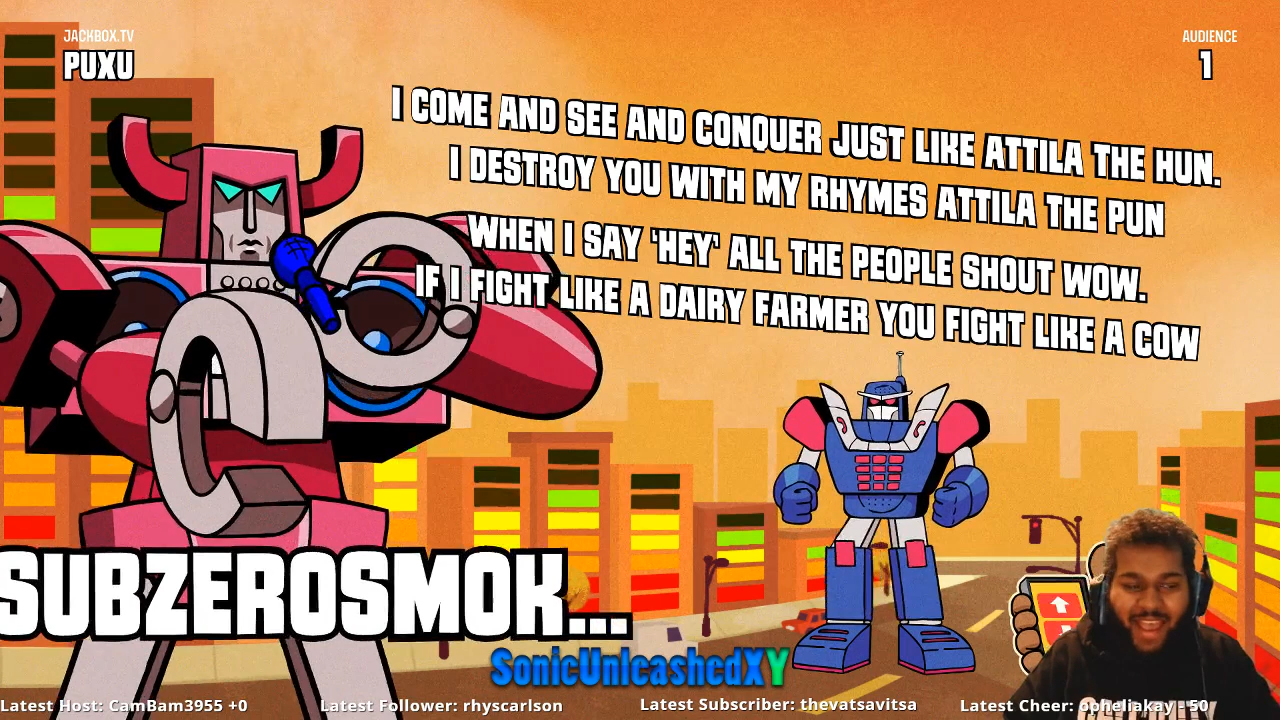 JACKBOX.TV
PUXU
AUDIENCE
1
I COME AND SEE AND CONQUER JUST LIKE ATTILA THE HUN.
I DESTROY YOU WITH MY RHYMES ATTILA THE PUN
WHEN I SAY 'HEY' ALL THE PEOPLE SHOUT WOW.
IF I FIGHT LIKE A DAIRY FARMER YOU FIGHT LIKE A COW
SUBZEROSMOK...
SonicUnleashedXY
Latest Host: CamBam3955 +0
Latest Follower: rhyscarlson
Latest Subscriber: thevatsavitsa
Latest Cheer: opheliakay - 50